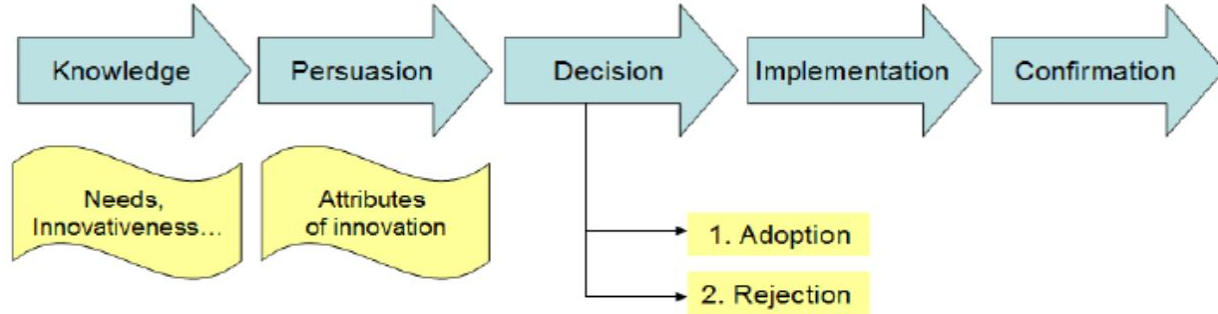 Knowledge
Persuasion
Decision
Implementation
Confirmation
Needs,
Innovativeness...
Attributes
of innovation
1. Adoption
2. Rejection